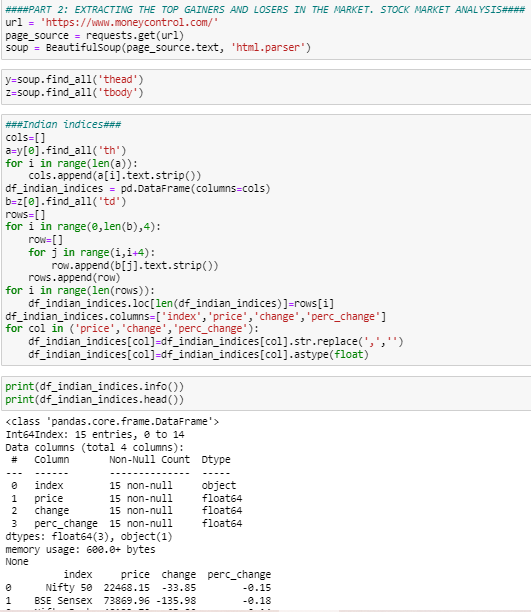 ####PART 2: EXTRACTING THE TOP GAINERS AND LOSERS IN THE MARKET. STOCK MARKET ANALYSIS####
url = 'https://www.moneycontrol.com/'
page_source = requests.get(url)
soup = BeautifulSoup(page_source.text, 'html.parser')
y=soup.find_all('thead')
z=soup.find_all('tbody')
###Indian indices###
cols=[]
a=y[0].find_all('th')
for i in range(len(a)):
    cols.append(a[i].text.strip())
df_indian_indices = pd.DataFrame(columns=cols)
b=z[0].find_all('td')
rows=[]
for i in range(0,len(b),4):
    row=[]
    for j in range(i,i+4):
        row.append(b[j].text.strip())
    rows.append(row)
for i in range(len(rows)):
    df_indian_indices.loc[len(df_indian_indices)]=rows[i]
df_indian_indices.columns=['index','price','change','perc_change']
for col in ('price','change','perc_change'):
    df_indian_indices[col]=df_indian_indices[col].str.replace(',','')
    df_indian_indices[col]=df_indian_indices[col].astype(float)
print(df_indian_indices.info())
print(df_indian_indices.head())
<class 'pandas.core.frame.DataFrame'>
Int64Index: 15 entries, 0 to 14
Data columns (total 4 columns):
 #   Column       Non-Null Count  Dtype
---  ------       --------------  -----
 0   index        15 non-null     object
 1   price        15 non-null     float64
 2   change       15 non-null     float64
 3   perc_change  15 non-null     float64
dtypes: float64(3), object(1)
memory usage: 600.0+ bytes
None
         index     price  change  perc_change
0     Nifty 50  22468.15  -33.85        -0.15
1   BSE Sensex  73869.96 -135.98        -0.18